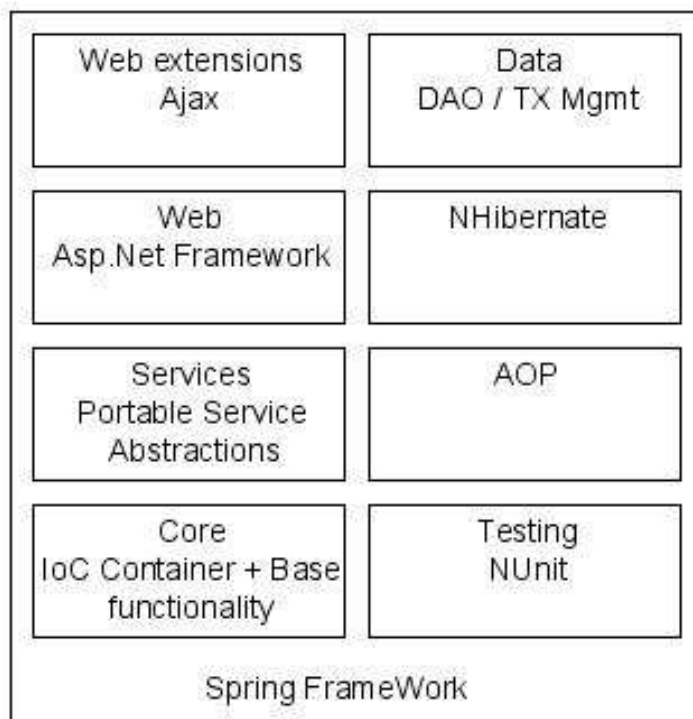 Web extensions
Ajax
Data
DAO / TX Mgmt
Web
Asp.Net Framework
NHibernate
Services
Portable Service
Abstractions
AOP
Core
IoC Container + Base
functionality
Testing
NUnit
Spring FrameWork